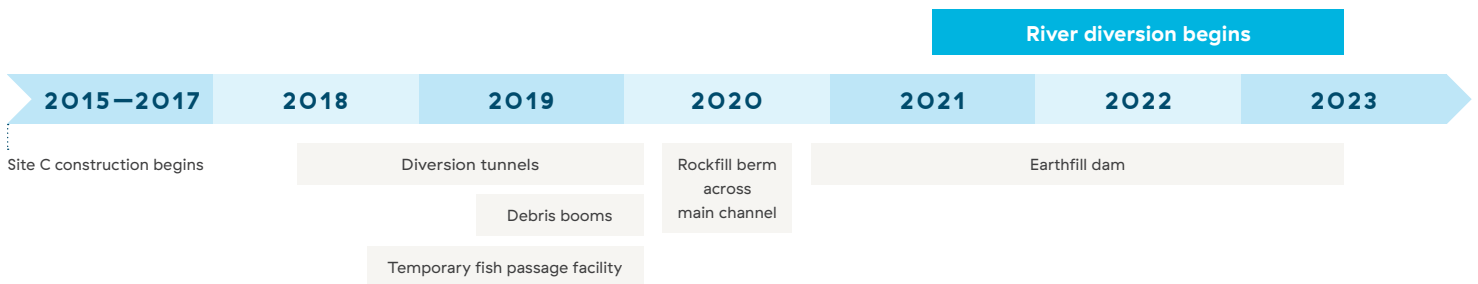 River diversion begins
2015—2017 2018 2019 2020 2021 2022 2023
Site C construction begins
Diversion tunnels
Rockfill berm
across
main channel
Earthfill dam
Debris booms
Temporary fish passage facility